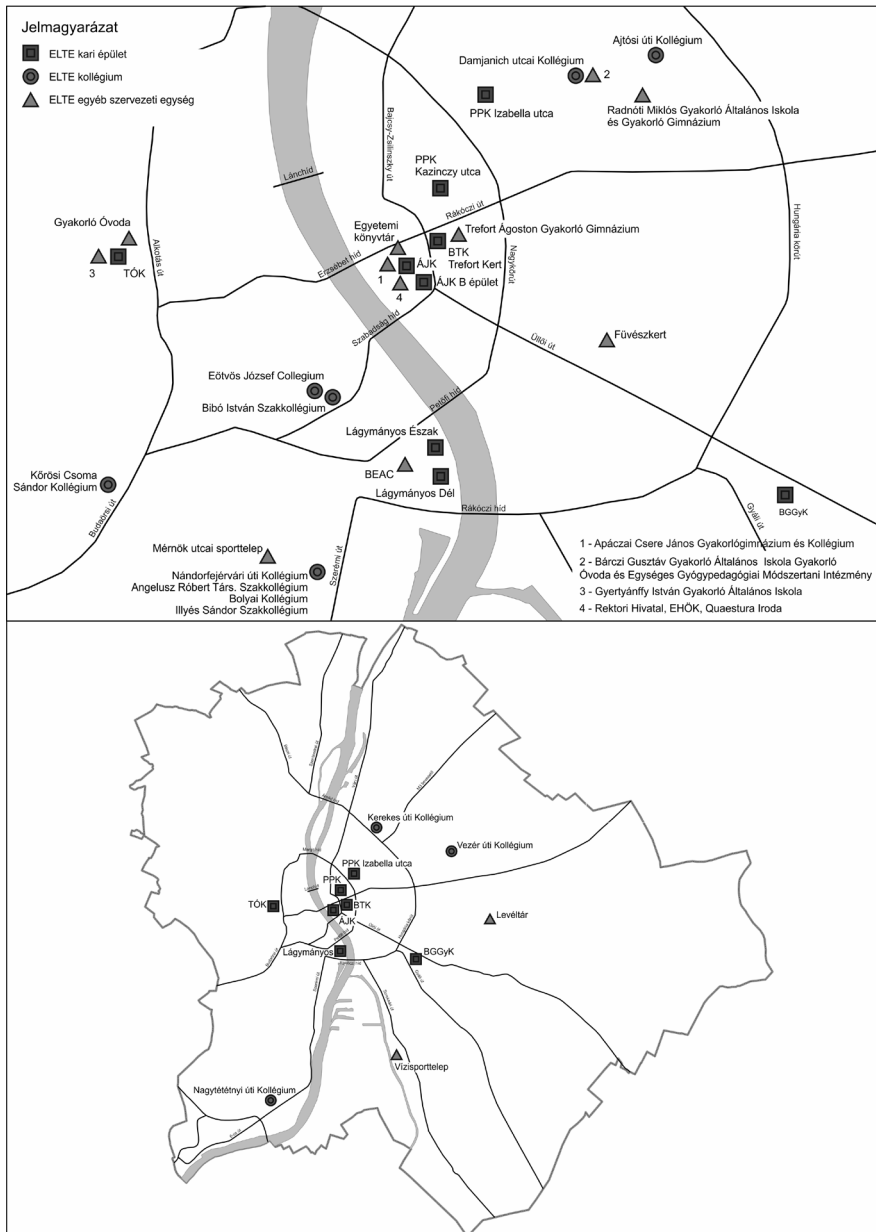 Jelmagyarázat
ELTE kari épület
ELTE kollégium
ELTE egyéb szervezeti egység
Ajtósi úti Kollégium
Damjanich utcai Kollégium
2
PPK Izabella utca
Radnóti Miklós Gyakorló Általános Iskola
és Gyakorló Gimnázium
Bajcsy-Zsilinszky út
PPK
Kazinczy utca
Lánchíd
Rákóczi út
Hungária körút
Gyakorló Óvoda
3
TÓK
Alkotás út
Egyetemi
könyvtár
Trefort Ágoston Gyakorló Gimnázium
BTK
Trefort Kert
Nagykörút
Erzsébet híd
1
ÁJK
4
ÁJK B épület
Szabadság híd
Üllői út
Füvészkert
Eötvös József Collegium
Bibó István Szakkollégium
Petőfi híd
Lágymányos Észak
BEAC
Lágymányos Dél
Kőrösi Csoma
Sándor Kollégium
Budaörsi út
Rákóczi híd
Gyáli út
BGGyK
Mérnök utcai sporttelep
Szerémi út
Nándorfejérvári úti Kollégium
Angelusz Róbert Társ. Szakkollégium
Bolyai Kollégium
Illyés Sándor Szakkollégium
1 - Apáczai Csere János Gyakorlógimnázium és Kollégium
2 - Bárczi Gusztáv Gyakorló Általános Iskola Gyakorló
Óvoda és Egységes Gyógypedagógiai Módszertani Intézmény
3 - Gyertyánffy István Gyakorló Általános Iskola
4 - Rektori Hivatal, EHÖK, Quaestura Iroda
Kerekes úti Kollégium
Vezér úti Kollégium
PPK Izabella utca
PPK
TÓK
BTK
ÁJK
Levéltár
Lágymányos
BGGyK
Vízisporttelep
Nagytététnyi úti Kollégium